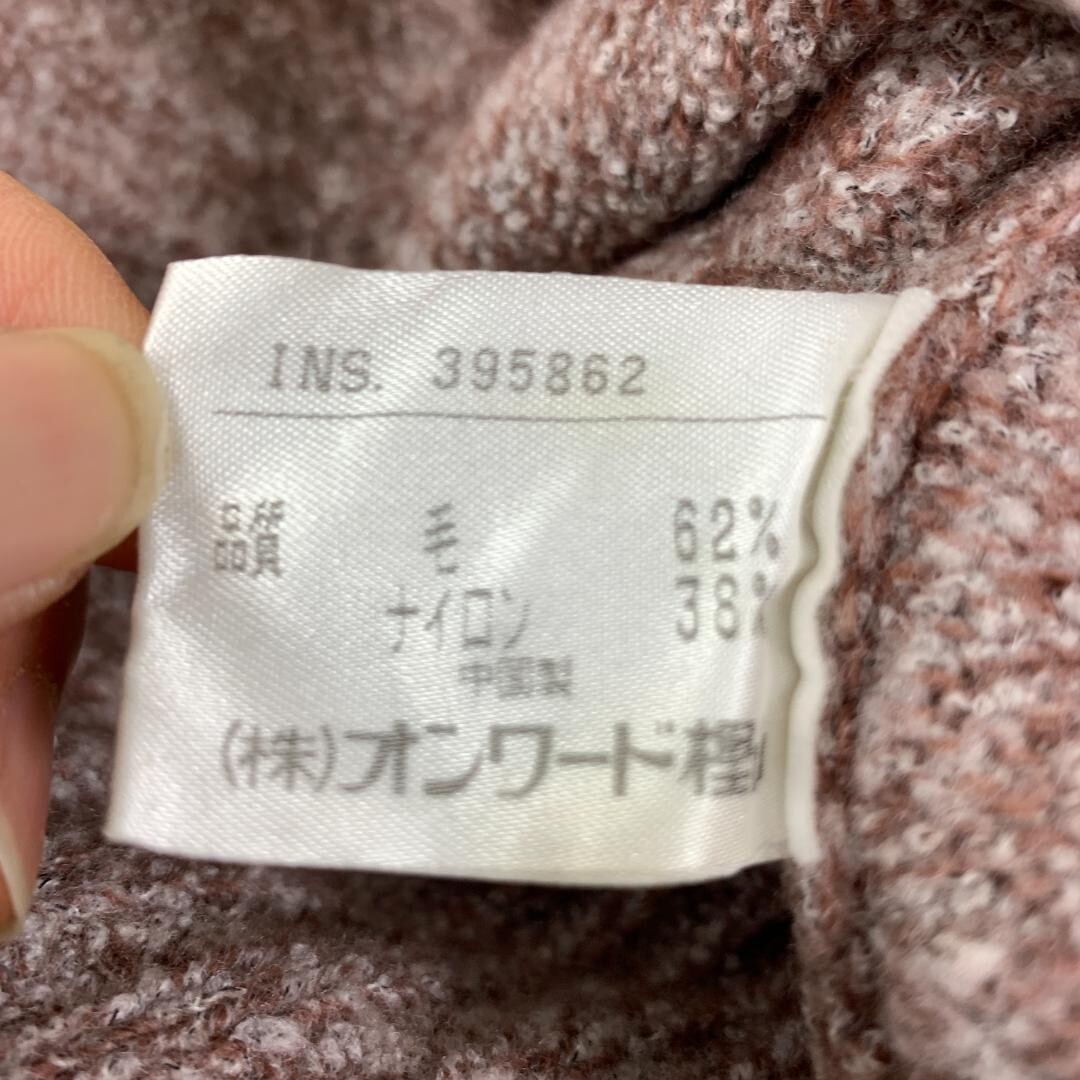 INS. 395862
品質 毛 62%
ナイロン 38%
中国製
(株)オンワード樫